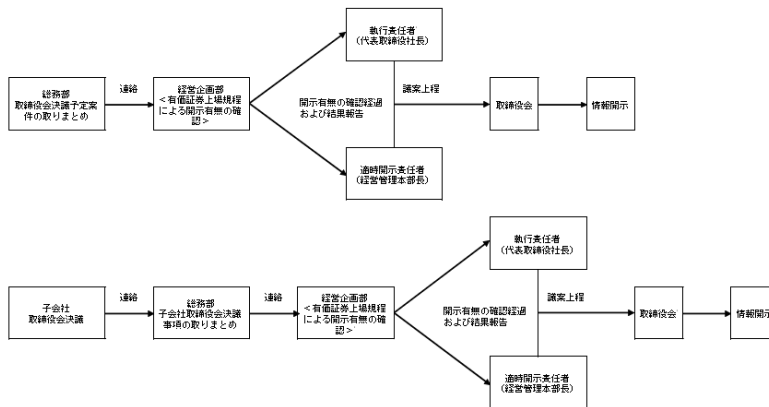 執行責任者
（代表取締役社長）
総務部
取締役会決議予定案
件の取りまとめ
連絡
経営企画部
＜有価証券上場規程
による開示有無の確
認＞
開示有無の確認経過
および結果報告
議案上程
取締役会
情報開示
適時開示責任者
（経営管理本部長）
執行責任者
（代表取締役社長）
子会社
取締役会決議
連絡
総務部
子会社取締役会決議
事項の取りまとめ
連絡
経営企画部
＜有価証券上場規程
による開示有無の確
認＞
開示有無の確認経過
および結果報告
議案上程
取締役会
情報開示
適時開示責任者
（経営管理本部長）